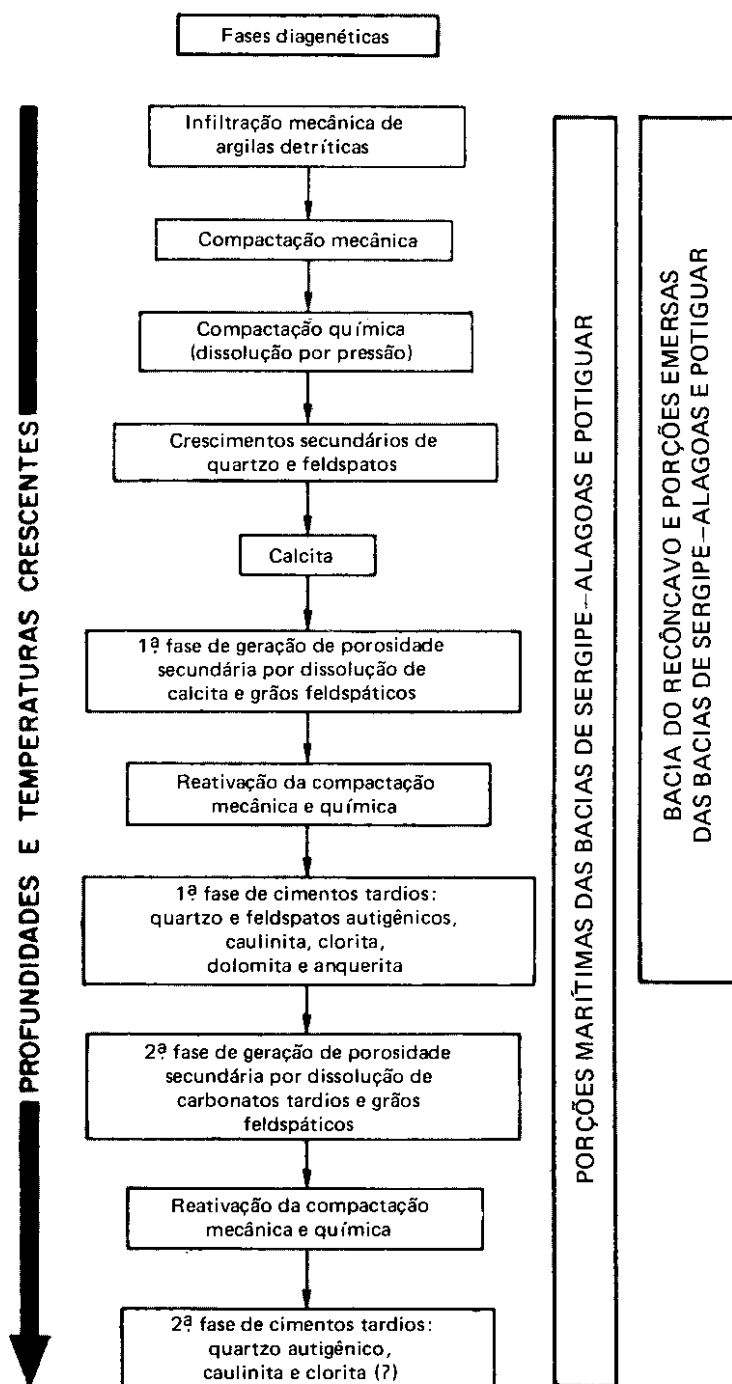 Fases diagenéticas
Infiltração mecânica de
argilas detríticas
Compactação mecânica
Compactação química
(dissolução por pressão)
Crescimentos secundários de
quartzo e feldspatos
Calcita
1ª fase de geração de porosidade
secundária por dissolução de
calcita e grãos feldspáticos
Reativação da compactação
mecânica e química
1ª fase de cimentos tardios:
quartzo e feldspatos autigênicos,
caulinita, clorita,
dolomita e anquerita
2ª fase de geração de porosidade
secundária por dissolução de
carbonatos tardios e grãos
feldspáticos
Reativação da compactação
mecânica e química
2ª fase de cimentos tardios:
quartzo autigênico,
caulinita e clorita (?)
PROFUNDIDADES E TEMPERATURAS CRESCENTES
PORÇÕES MARÍTIMAS DAS BACIAS DE SERGIPE–ALAGOAS E POTIGUAR
BACIA DO RECÔNCAVO E PORÇÕES EMERSAS
DAS BACIAS DE SERGIPE–ALAGOAS E POTIGUAR